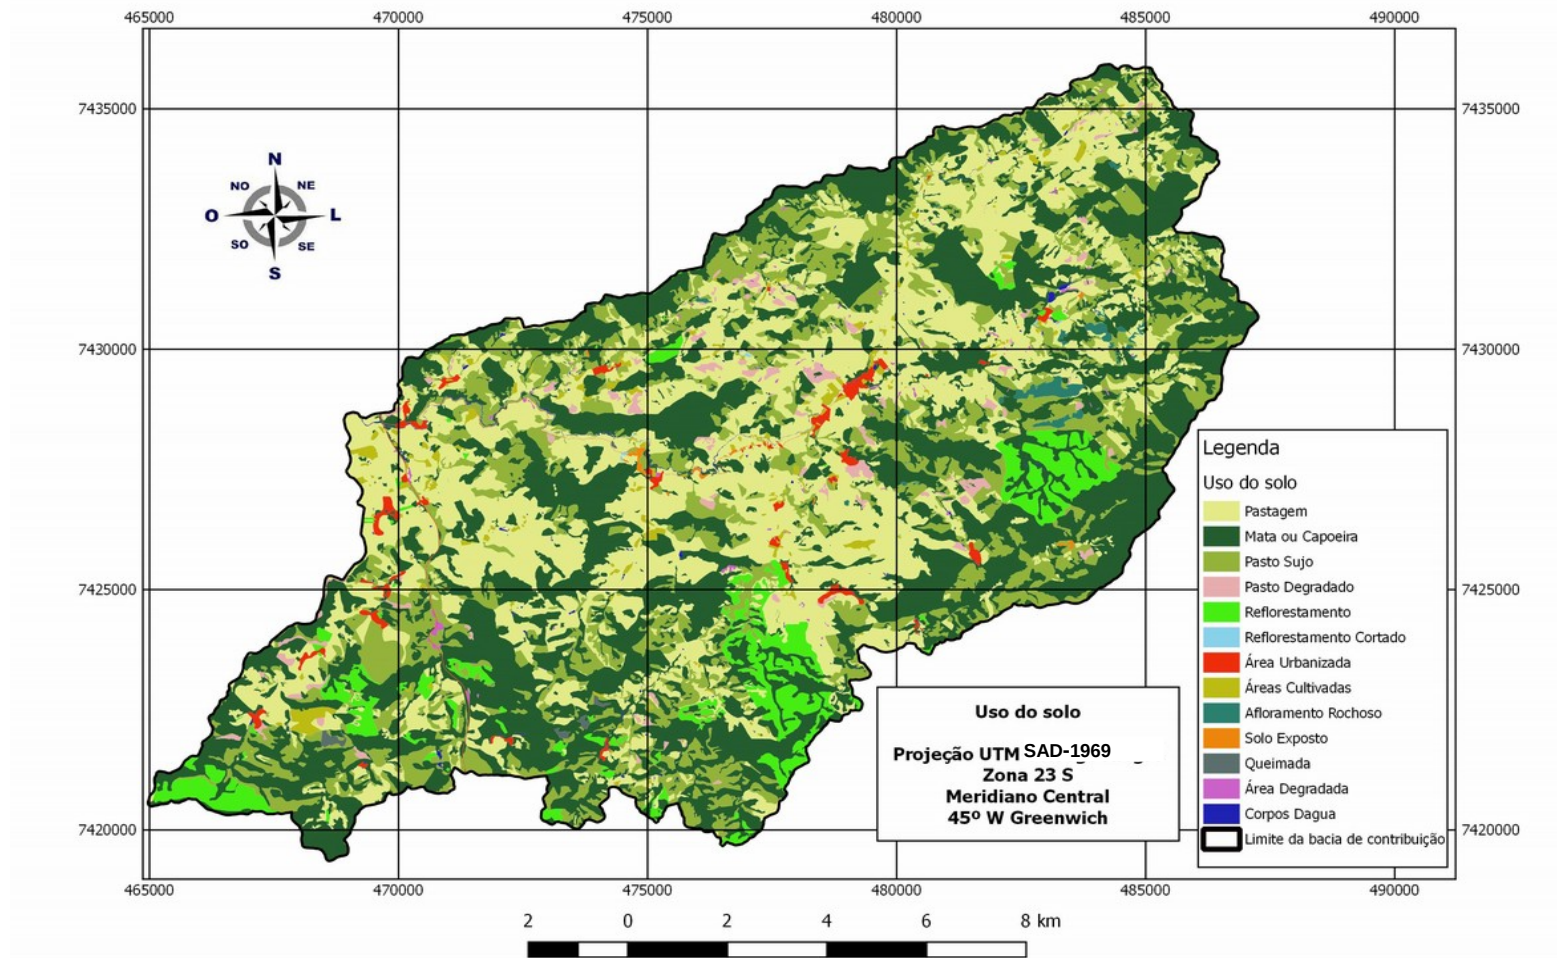 465000 470000 475000 480000 485000 490000
7435000 7435000
N
NO NE
O L
SO SE
S
7430000 7430000
Legenda
Uso do solo
Pastagem
Mata ou Capoeira
Pasto Sujo
Pasto Degradado
Reflorestamento
Reflorestamento Cortado
Área Urbanizada
Áreas Cultivadas
Afloramento Rochoso
Solo Exposto
Queimada
Área Degradada
Corpos Dagua
Limite da bacia de contribuição
7425000 7425000
Uso do solo
Projeção UTM SAD-1969
Zona 23 S
Meridiano Central
45º W Greenwich
7420000 7420000
465000 470000 475000 480000 485000 490000
2 0 2 4 6 8 km